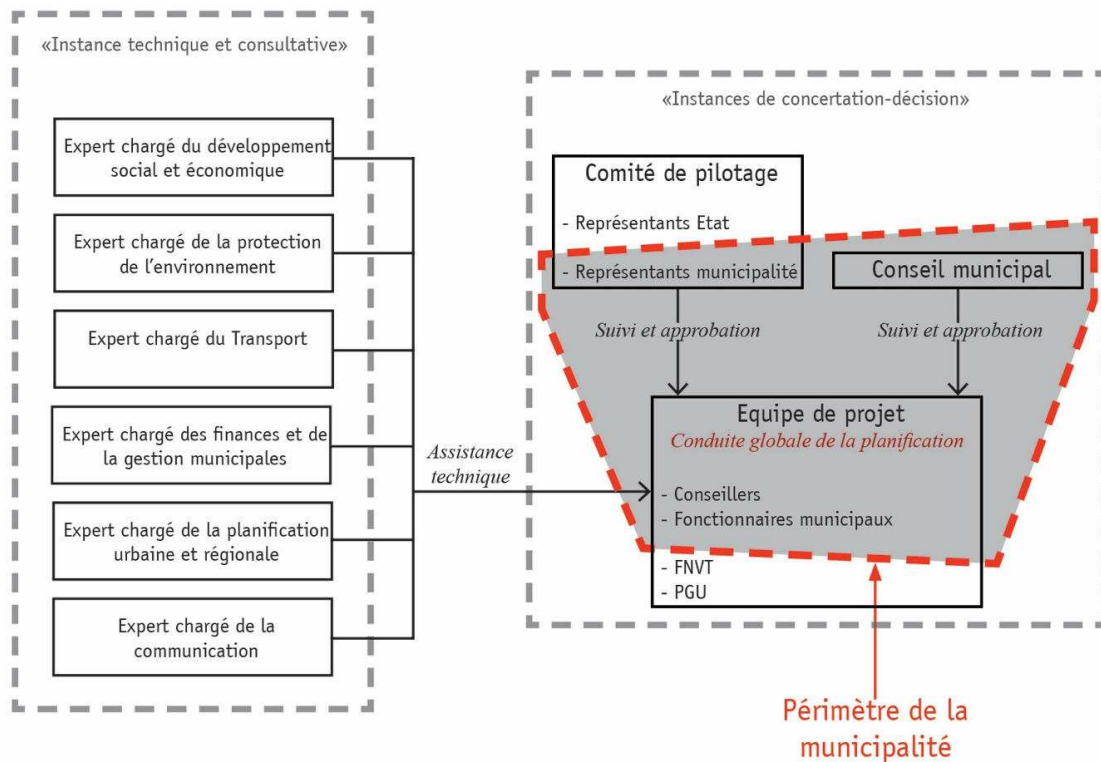 «Instance technique et consultative»
Expert chargé du développement
social et économique
Expert chargé de la protection
de l'environnement
Expert chargé du Transport
Expert chargé des finances et de
la gestion municipales
Expert chargé de la planification
urbaine et régionale
Expert chargé de la
communication
Assistance
technique
«Instances de concertation-décision»
Comité de pilotage
- Représentants Etat
- Représentants municipalité
Conseil municipal
Suivi et approbation
Suivi et approbation
Equipe de projet
Conduite globale de la planification
- Conseillers
- Fonctionnaires municipaux
- FNVT
- PGU
Périmètre de la
municipalité